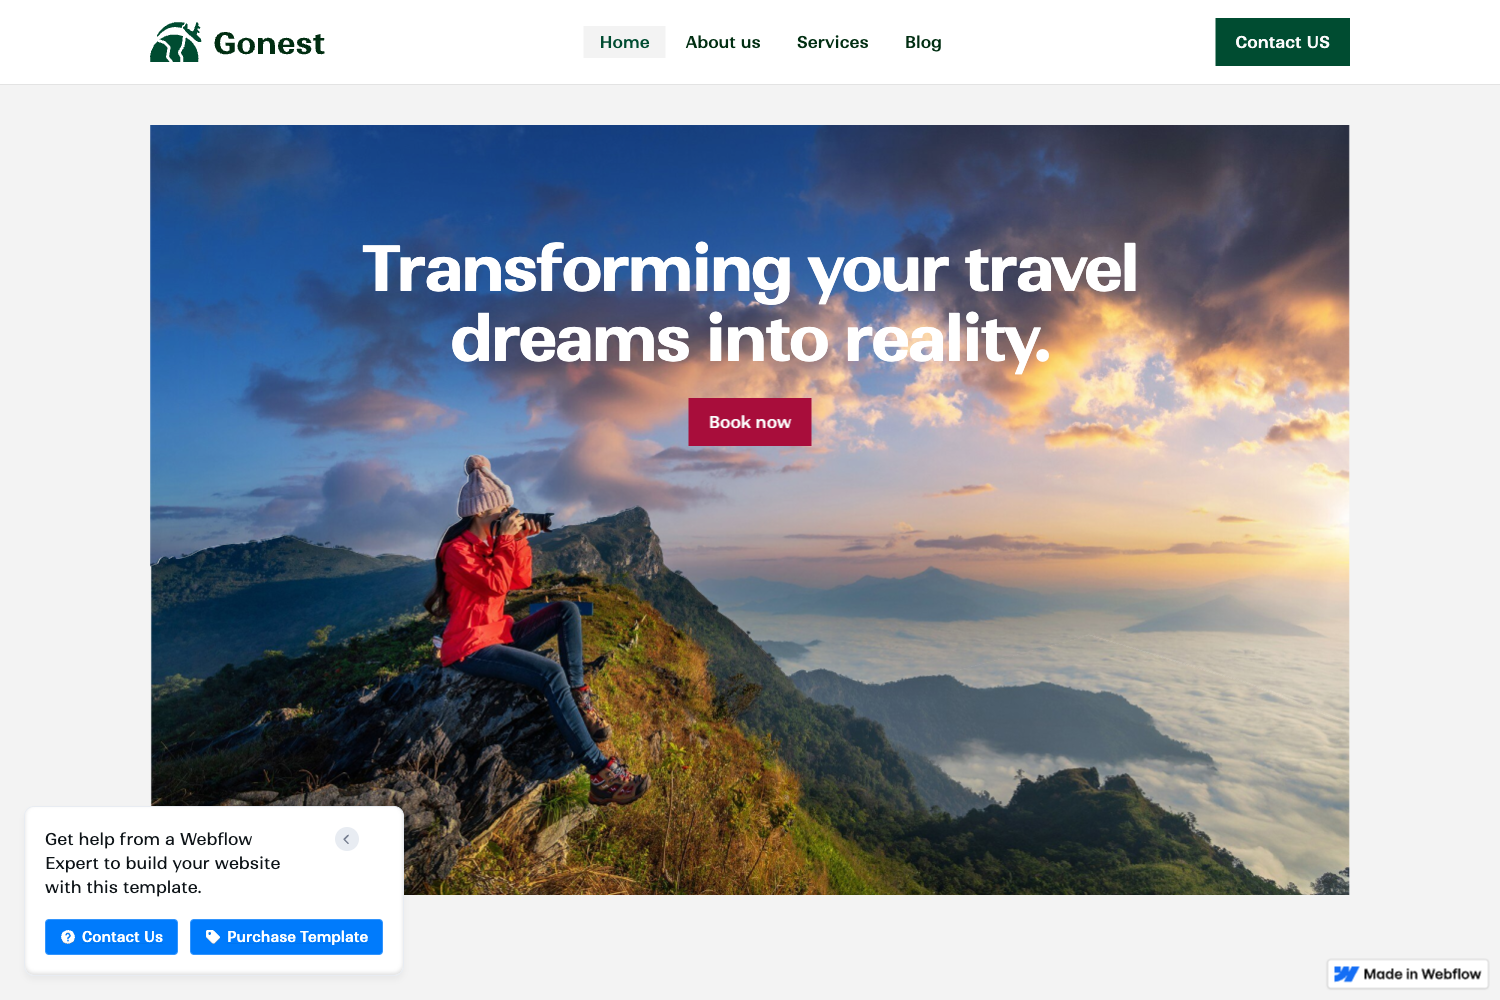 Gonest
Home
About us
Services
Blog
Contact US
Transforming your travel
dreams into reality.
Book now
Get help from a Webflow
Expert to build your website
with this template.
Contact Us
Purchase Template
Made in Webflow